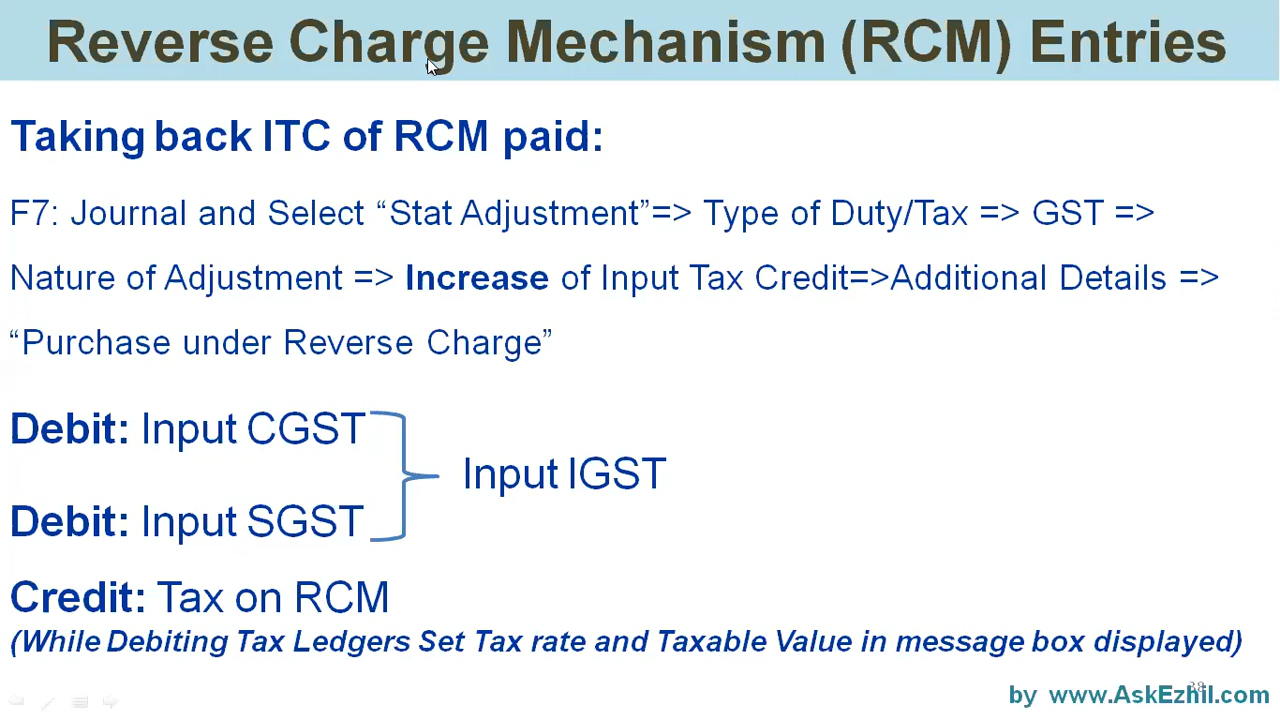 Reverse Charge Mechanism (RCM) Entries
Taking back ITC of RCM paid:
F7: Journal and Select “Stat Adjustment”=> Type of Duty/Tax => GST =>
Nature of Adjustment => Increase of Input Tax Credit=>Additional Details =>
“Purchase under Reverse Charge”
Debit: Input CGST
Input IGST
Debit: Input SGST
Credit: Tax on RCM
(While Debiting Tax Ledgers Set Tax rate and Taxable Value in message box displayed)
38
by www.AskEzhil.com